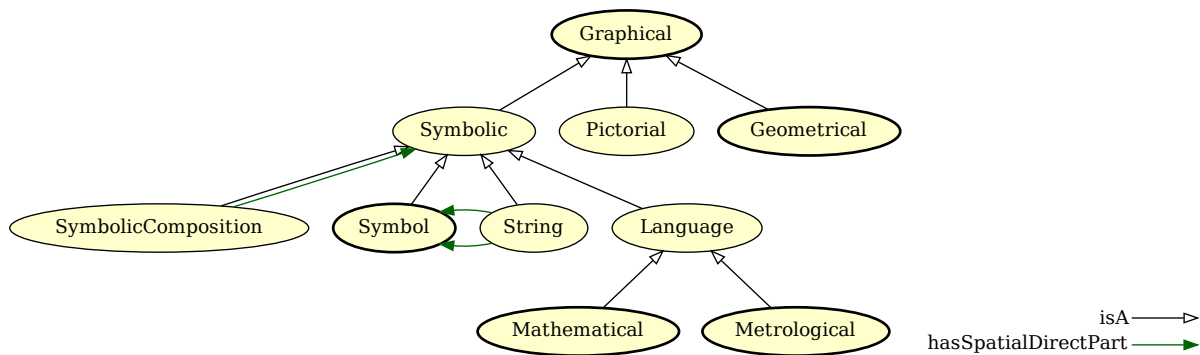 Graphical
Symbolic
Pictorial
Geometrical
SymbolicComposition
Symbol
String
Language
Mathematical
Metrological
isA
hasSpatialDirectPart